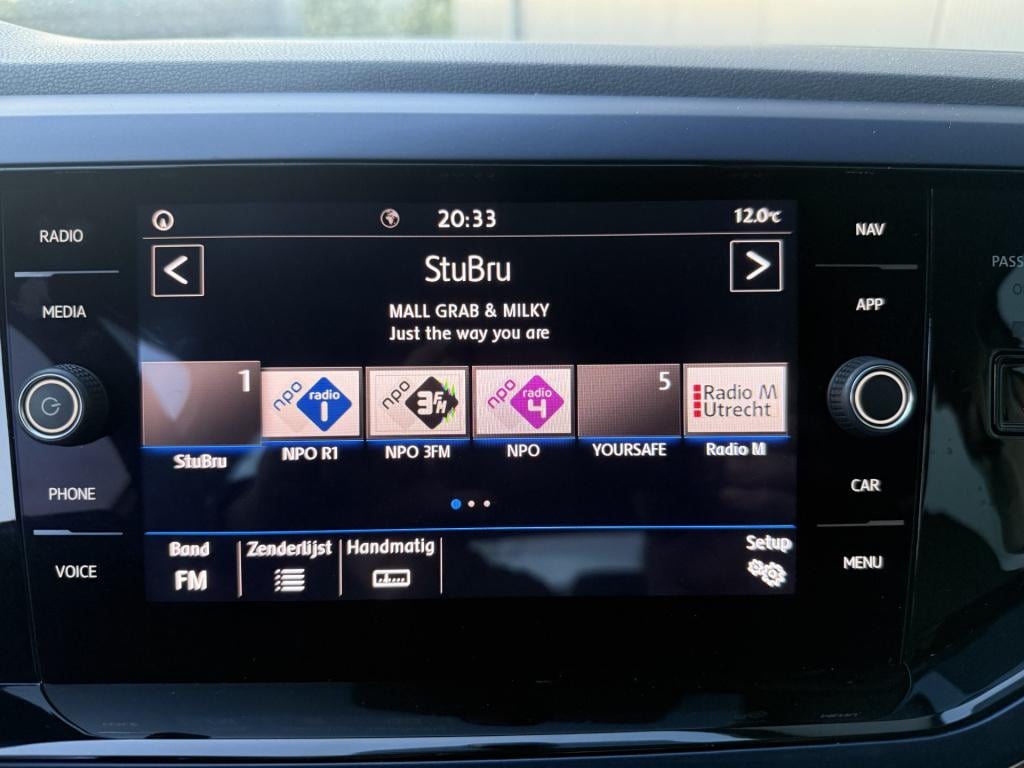 20:33
12.0°C
RADIO
NAV
StuBru
PASS
MEDIA
APP
MALL GRAB & MILKY
Just the way you are
1
npo radio 1
npo 3FM
npo radio 4
5
Radio M
Utrecht
StuBru
NPO R1
NPO 3FM
NPO
YOURSAFE
Radio M
PHONE
CAR
Band
FM
Zenderlijst
Handmatig
Setup
VOICE
MENU